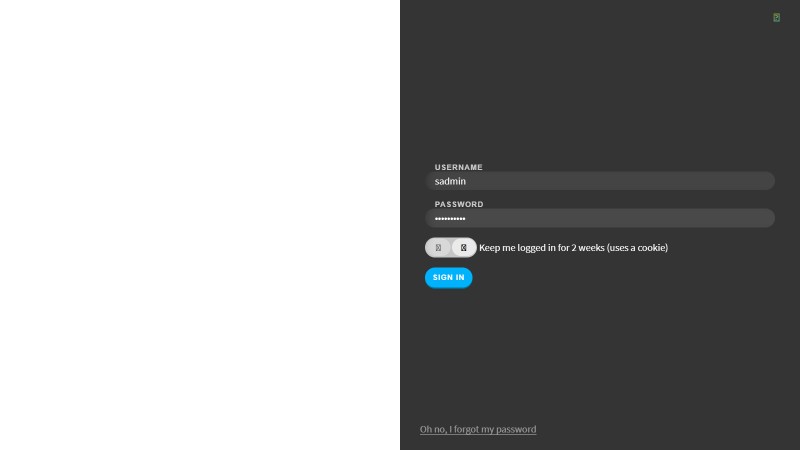 USERNAME
sadmin
PASSWORD
••••••••••
Keep me logged in for 2 weeks (uses a cookie)
SIGN IN
Oh no, I forgot my password